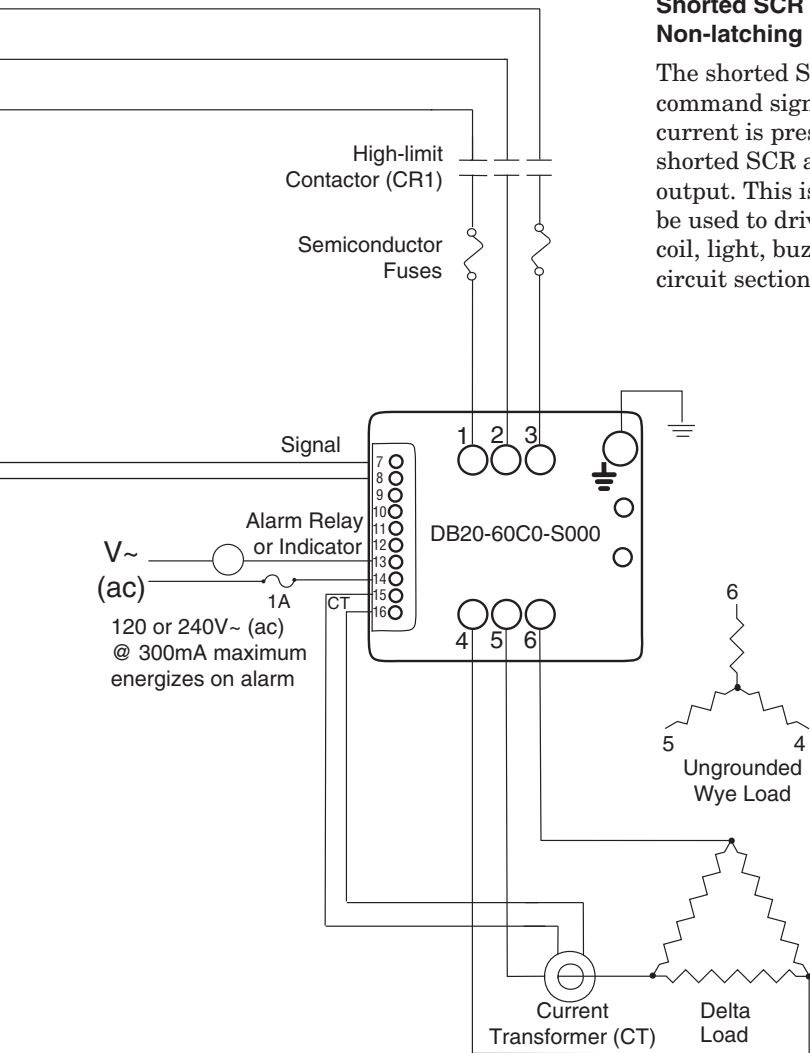 Shorted SCR
Non-latching
The shorted S
command sign
current is pres
shorted SCR a
output. This is
be used to driv
coil, light, buz
circuit section
High-limit
Contactor (CR1)
Semiconductor
Fuses
1 2 3
Signal
7
8
9
10
11
12
13
14
15
16
Alarm Relay
or Indicator
DB20-60C0-S000
V~
(ac)
1A
CT
120 or 240V~ (ac)
@ 300mA maximum
energizes on alarm
4 5 6
6
5
4
Ungrounded
Wye Load
Current
Transformer (CT)
Delta
Load